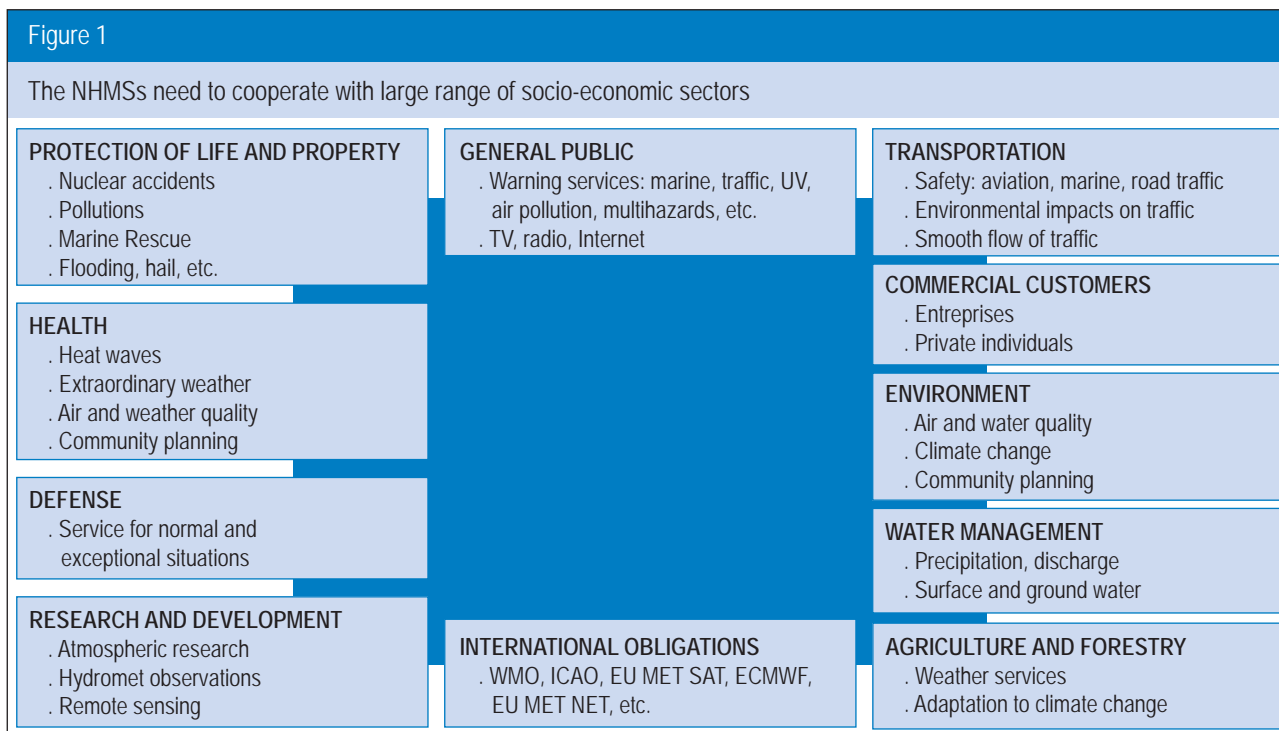 Figure 1
The NHMSs need to cooperate with large range of socio-economic sectors
PROTECTION OF LIFE AND PROPERTY
. Nuclear accidents
. Pollutions
. Marine Rescue
. Flooding, hail, etc.
HEALTH
. Heat waves
. Extraordinary weather
. Air and weather quality
. Community planning
DEFENSE
. Service for normal and
exceptional situations
RESEARCH AND DEVELOPMENT
. Atmospheric research
. Hydromet observations
. Remote sensing
GENERAL PUBLIC
. Warning services: marine, traffic, UV,
air pollution, multihazards, etc.
. TV, radio, Internet
INTERNATIONAL OBLIGATIONS
. WMO, ICAO, EU MET SAT, ECMWF,
EU MET NET, etc.
TRANSPORTATION
. Safety: aviation, marine, road traffic
. Environmental impacts on traffic
. Smooth flow of traffic
COMMERCIAL CUSTOMERS
. Entreprises
. Private individuals
ENVIRONMENT
. Air and water quality
. Climate change
. Community planning
WATER MANAGEMENT
. Precipitation, discharge
. Surface and ground water
AGRICULTURE AND FORESTRY
. Weather services
. Adaptation to climate change